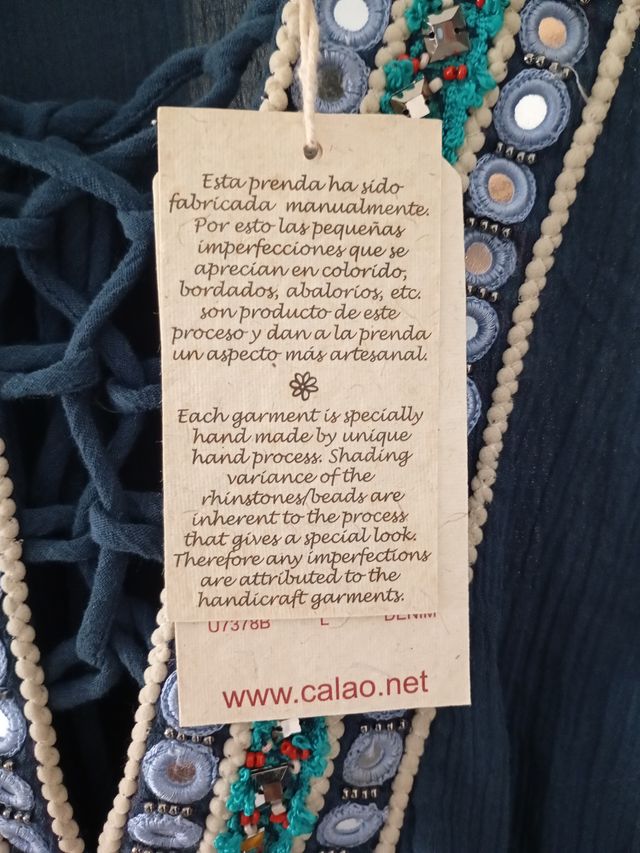 Esta prenda ha sido
fabricada manualmente.
Por esto las pequeñas
imperfecciones que se
aprecian en colorido,
bordados, abalorios, etc.
son producto de este
proceso y dan a la prenda
un aspecto más artesanal.
Each garment is specially
hand made by unique
hand process. Shading
variance of the
rhinstones/beads are
inherent to the process
that gives a special look.
Therefore any imperfections
are attributed to the
handicraft garments.
U7378B L DENIM
www.calao.net